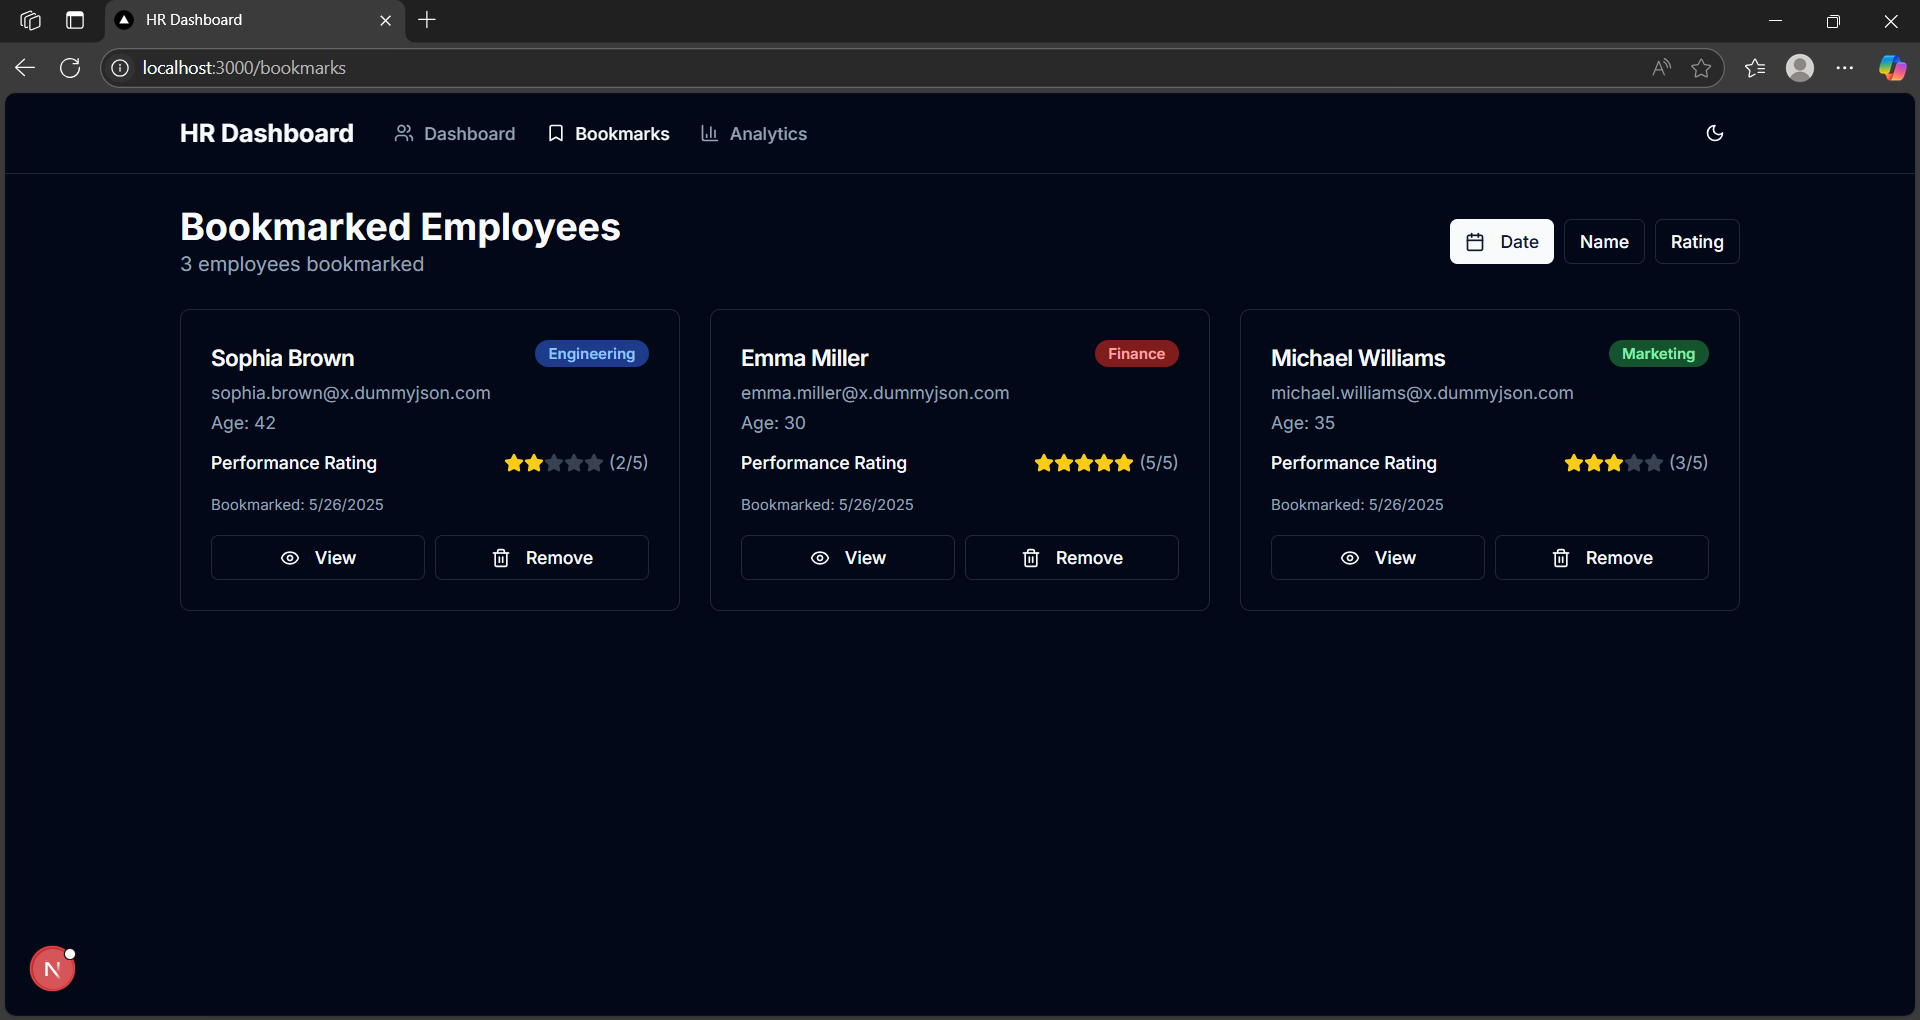 HR Dashboard
localhost:3000/bookmarks
HR Dashboard
Dashboard
Bookmarks
Analytics
Bookmarked Employees
3 employees bookmarked
Date
Name
Rating
Sophia Brown
Engineering
sophia.brown@x.dummyjson.com
Age: 42
Performance Rating
(2/5)
Bookmarked: 5/26/2025
View
Remove
Emma Miller
Finance
emma.miller@x.dummyjson.com
Age: 30
Performance Rating
(5/5)
Bookmarked: 5/26/2025
View
Remove
Michael Williams
Marketing
michael.williams@x.dummyjson.com
Age: 35
Performance Rating
(3/5)
Bookmarked: 5/26/2025
View
Remove
N